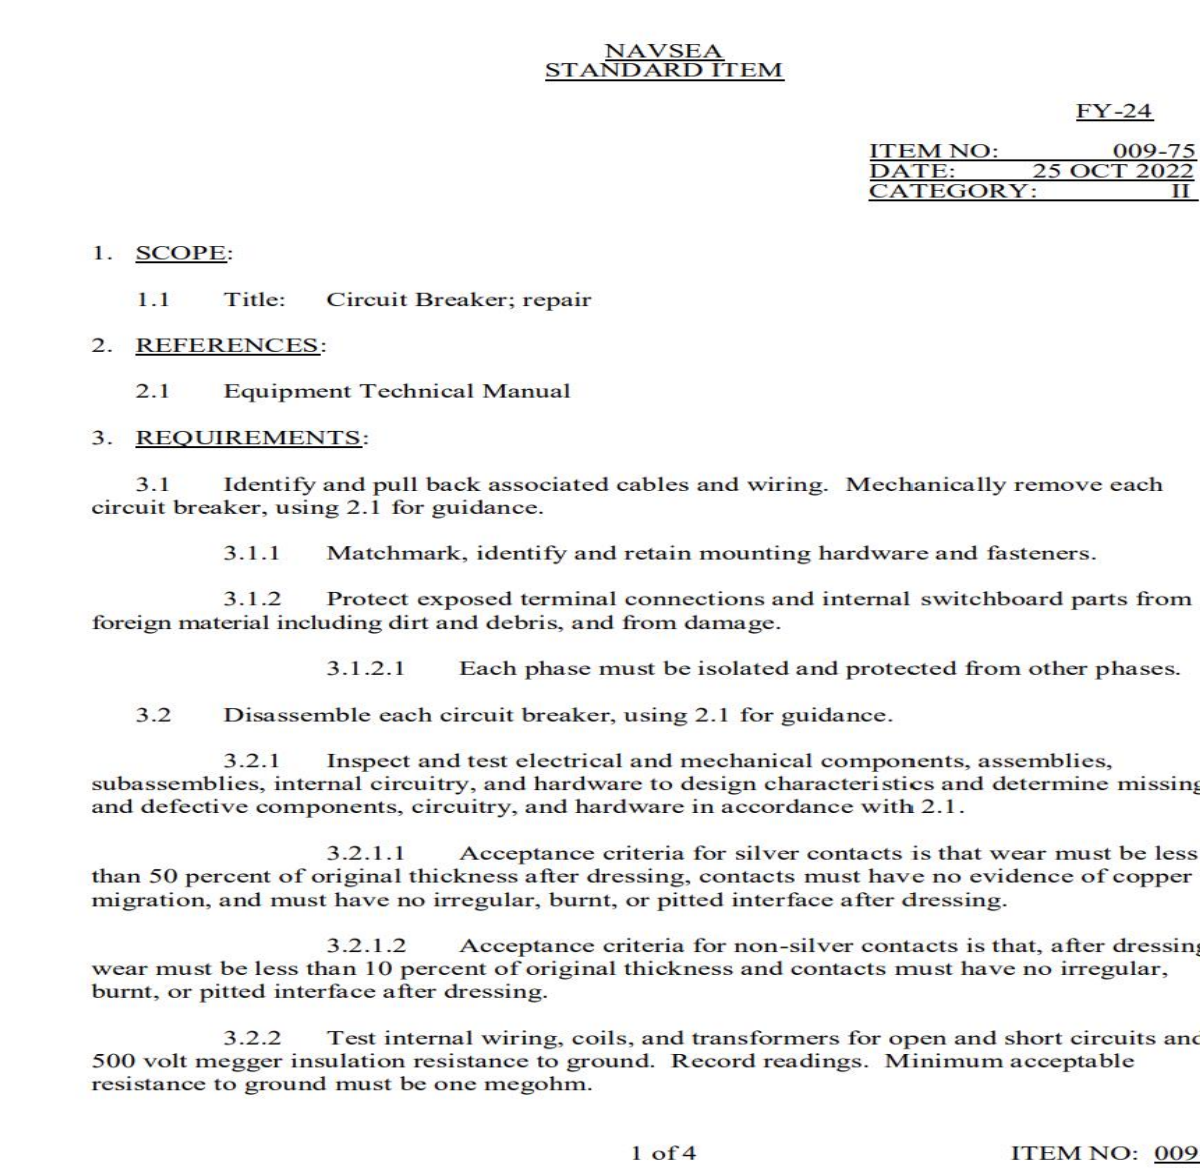 NAVSEA
STANDARD ITEM
FY-24
ITEM NO: 009-75
DATE: 25 OCT 2022
CATEGORY: II
1. SCOPE:
1.1 Title: Circuit Breaker; repair
2. REFERENCES:
2.1 Equipment Technical Manual
3. REQUIREMENTS:
3.1 Identify and pull back associated cables and wiring. Mechanically remove each
circuit breaker, using 2.1 for guidance.
3.1.1 Matchmark, identify and retain mounting hardware and fasteners.
3.1.2 Protect exposed terminal connections and internal switchboard parts from
foreign material including dirt and debris, and from damage.
3.1.2.1 Each phase must be isolated and protected from other phases.
3.2 Disassemble each circuit breaker, using 2.1 for guidance.
3.2.1 Inspect and test electrical and mechanical components, assemblies,
subassemblies, internal circuitry, and hardware to design characteristics and determine missing
and defective components, circuitry, and hardware in accordance with 2.1.
3.2.1.1 Acceptance criteria for silver contacts is that wear must be less
than 50 percent of original thickness after dressing, contacts must have no evidence of copper
migration, and must have no irregular, burnt, or pitted interface after dressing.
3.2.1.2 Acceptance criteria for non-silver contacts is that, after dressing
wear must be less than 10 percent of original thickness and contacts must have no irregular,
burnt, or pitted interface after dressing.
3.2.2 Test internal wiring, coils, and transformers for open and short circuits and
500 volt megger insulation resistance to ground. Record readings. Minimum acceptable
resistance to ground must be one megohm.
1 of 4 ITEM NO: 009